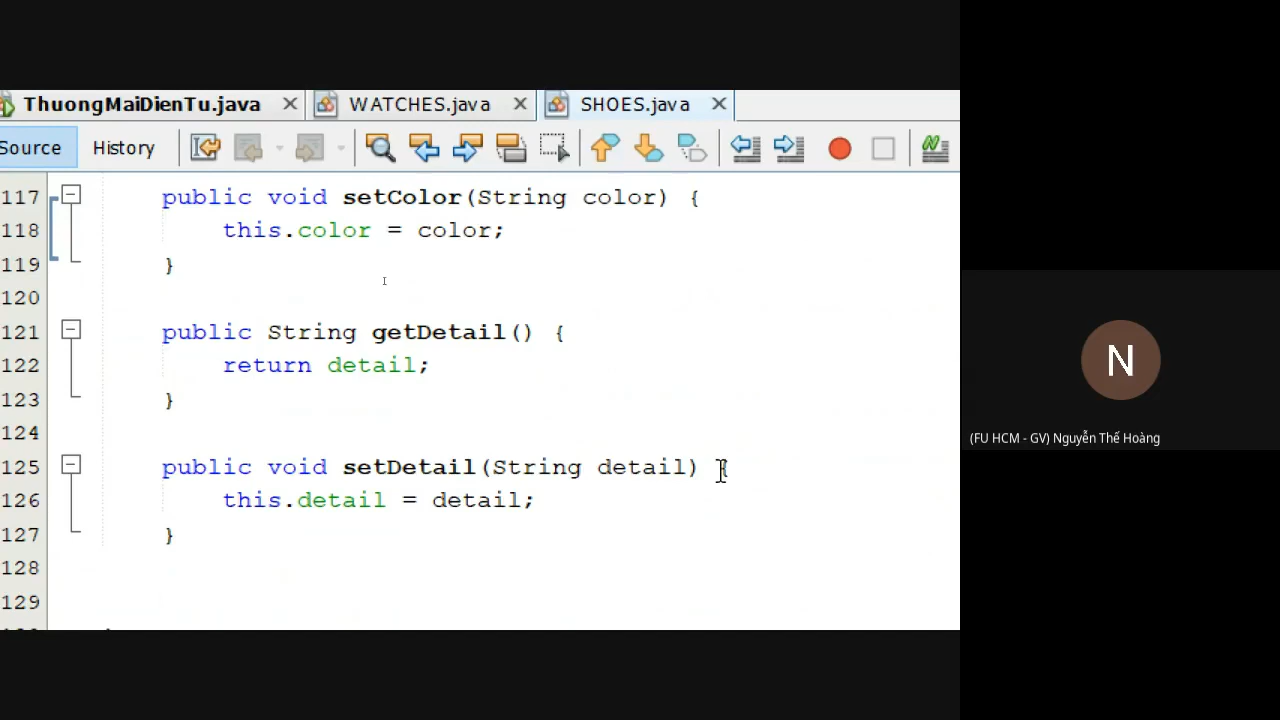 ThuongMaiDienTu.java WATCHES.java SHOES.java
Source History
117 public void setColor(String color) {
118 this.color = color;
119 }
120
121 public String getDetail() {
122 return detail;
123 }
124
125 public void setDetail(String detail) {
126 this.detail = detail;
127 }
128
129
N
(FU HCM - GV) Nguyễn Thế Hoàng